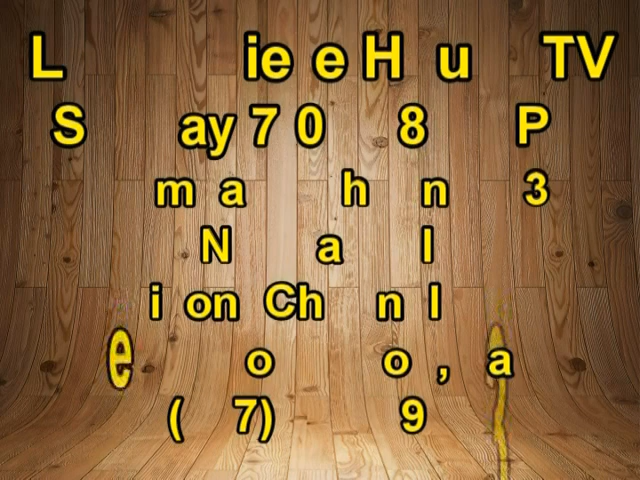 L ie e H u TV
S ay 7 0 8 P
m a h n 3
N a l
i on Ch n l
e o o , a
( 7) 9